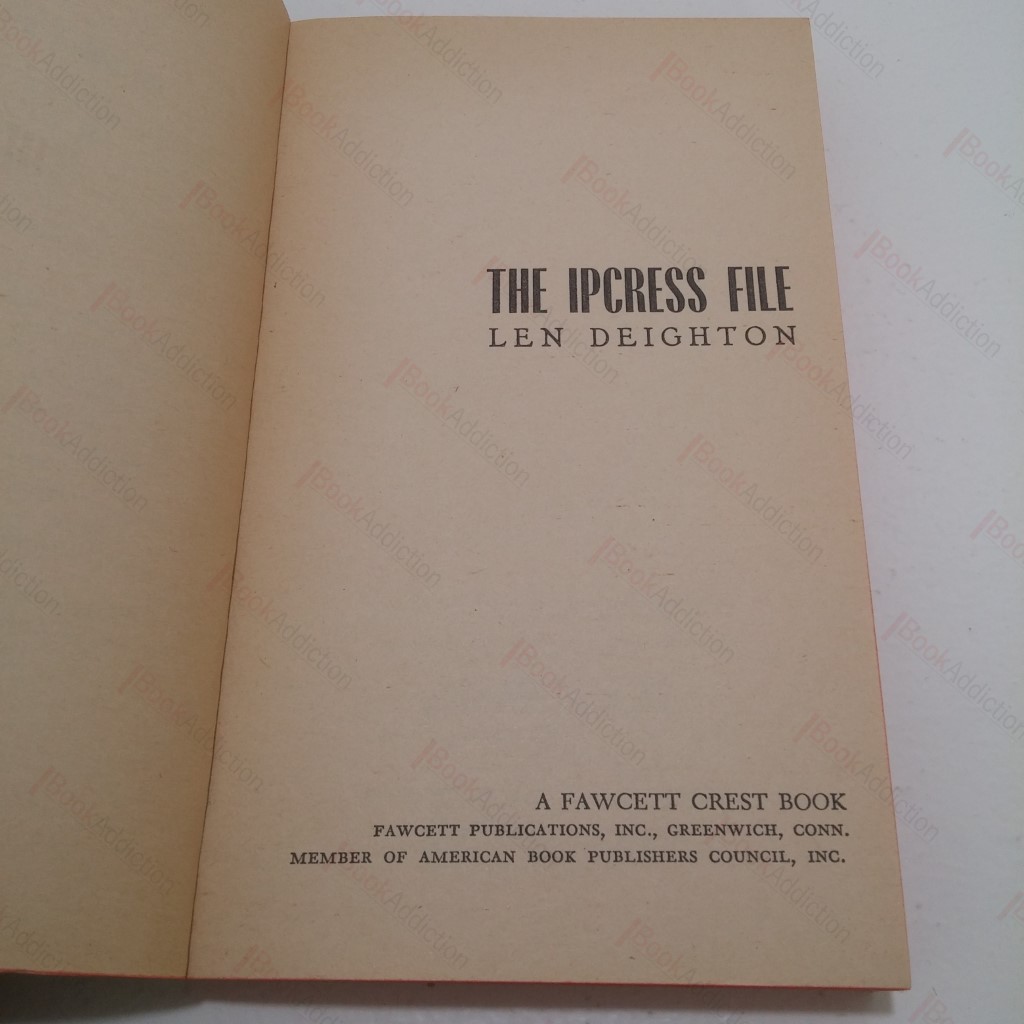 THE IPCRESS FILE
LEN DEIGHTON
A FAWCETT CREST BOOK
FAWCETT PUBLICATIONS, INC., GREENWICH, CONN.
MEMBER OF AMERICAN BOOK PUBLISHERS COUNCIL, INC.
BookAddiction